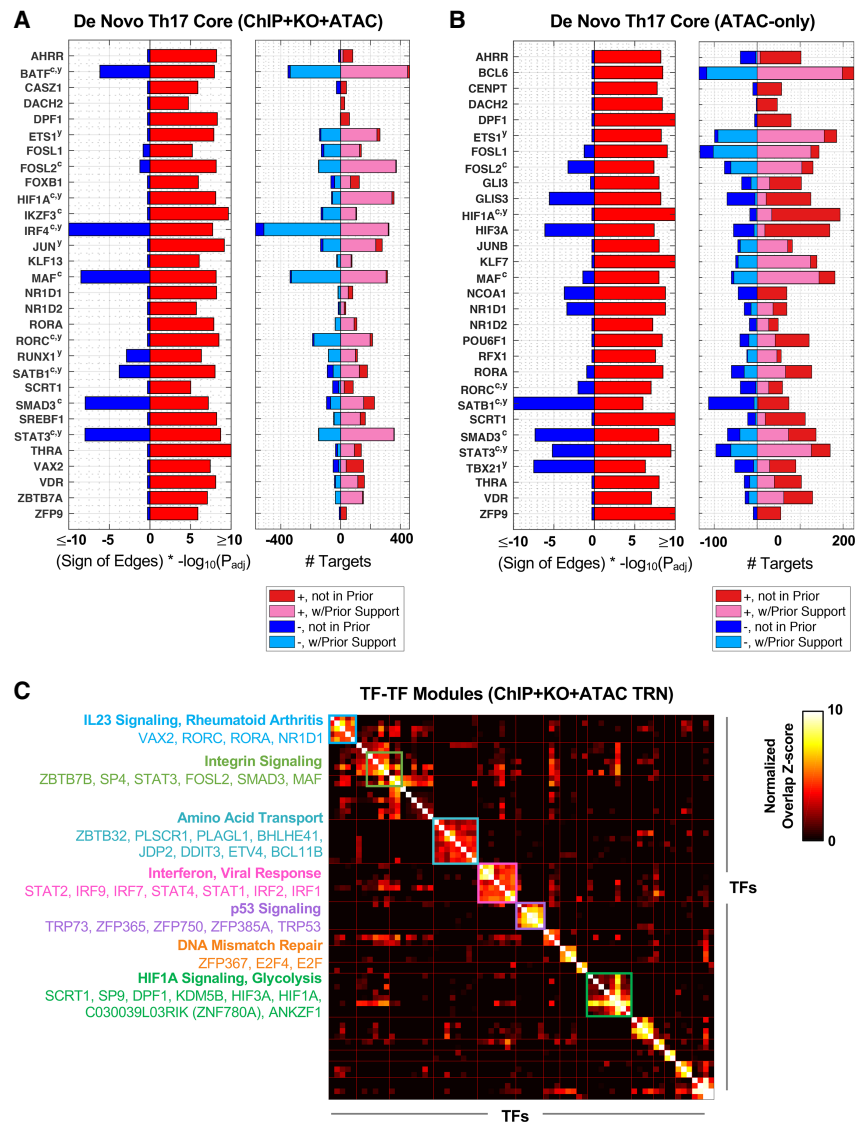 A
De Novo Th17 Core (ChIP+KO+ATAC)
AHRR
BATFc,y
CASZ1
DACH2
DPF1
ETS1y
FOSL1
FOSL2c
FOXB1
HIF1Ac,y
IKZF3c
IRF4c,y
JUNy
KLF13
MAFc
NR1D1
NR1D2
RORA
RORCc,y
RUNX1y
SATB1c,y
SCRT1
SMAD3c
SREBF1
STAT3c,y
THRA
VAX2
VDR
ZBTB7A
ZFP9
≤-10 -5 0 5 ≥10
(Sign of Edges) * -log10(Padj)
-400 0 400
# Targets
+, not in Prior
+, w/Prior Support
-, not in Prior
-, w/Prior Support
B
De Novo Th17 Core (ATAC-only)
AHRR
BCL6
CENPT
DACH2
DPF1
ETS1y
FOSL1
FOSL2c
GLI3
GLIS3
HIF1Ac,y
HIF3A
JUNB
KLF7
MAFc
NCOA1
NR1D1
NR1D2
POU6F1
RFX1
RORA
RORCc,y
SATB1c,y
SCRT1
SMAD3c
STAT3c,y
TBX21y
THRA
VDR
ZFP9
≤-10 -5 0 5 ≥10
(Sign of Edges) * -log10(Padj)
-100 0 200
# Targets
+, not in Prior
+, w/Prior Support
-, not in Prior
-, w/Prior Support
C
TF-TF Modules (ChIP+KO+ATAC TRN)
IL23 Signaling, Rheumatoid Arthritis
VAX2, RORC, RORA, NR1D1
Integrin Signaling
ZBTB7B, SP4, STAT3, FOSL2, SMAD3, MAF
Amino Acid Transport
ZBTB32, PLSCR1, PLAGL1, BHLHE41,
JDP2, DDIT3, ETV4, BCL11B
Interferon, Viral Response
STAT2, IRF9, IRF7, STAT4, STAT1, IRF2, IRF1
p53 Signaling
TRP73, ZFP365, ZFP750, ZFP385A, TRP53
DNA Mismatch Repair
ZFP367, E2F4, E2F
HIF1A Signaling, Glycolysis
SCRT1, SP9, DPF1, KDM5B, HIF3A, HIF1A,
C030039L03RIK (ZNF780A), ANKZF1
TFs
TFs
Normalized
Overlap Z-score
10
0